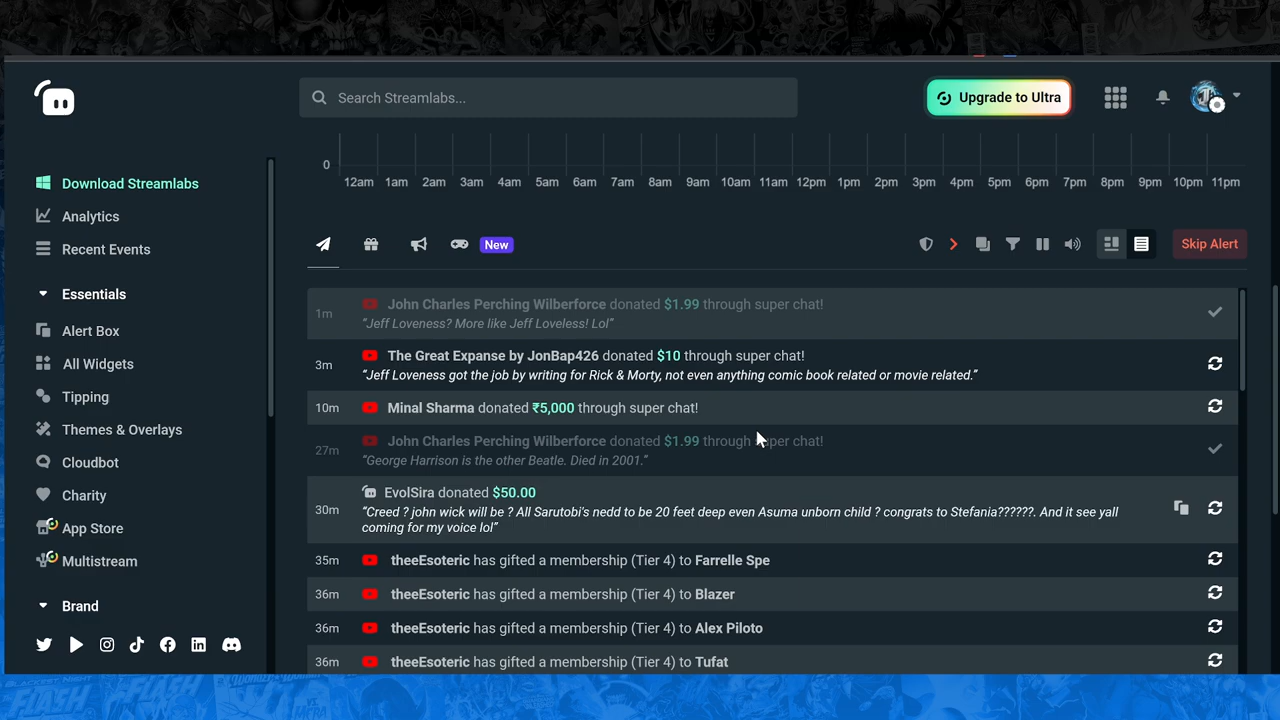 Search Streamlabs...
Upgrade to Ultra
Download Streamlabs
Analytics
Recent Events
Essentials
Alert Box
All Widgets
Tipping
Themes & Overlays
Cloudbot
Charity
App Store
Multistream
Brand
0
12am 1am 2am 3am 4am 5am 6am 7am 8am 9am 10am 11am 12pm 1pm 2pm 3pm 4pm 5pm 6pm 7pm 8pm 9pm 10pm 11pm
New
Skip Alert
1m John Charles Perching Wilberforce donated $1.99 through super chat!
“Jeff Loveness? More like Jeff Loveless! Lol”
3m The Great Expanse by JonBap426 donated $10 through super chat!
“Jeff Loveness got the job by writing for Rick & Morty, not even anything comic book related or movie related.”
10m Minal Sharma donated ₹5,000 through super chat!
27m John Charles Perching Wilberforce donated $1.99 through super chat!
“George Harrison is the other Beatle. Died in 2001.”
30m EvolSira donated $50.00
“Creed ? john wick will be ? All Sarutobi's nedd to be 20 feet deep even Asuma unborn child ? congrats to Stefania??????. And it see yall
coming for my voice lol”
35m theeEsoteric has gifted a membership (Tier 4) to Farrelle Spe
36m theeEsoteric has gifted a membership (Tier 4) to Blazer
36m theeEsoteric has gifted a membership (Tier 4) to Alex Piloto
36m theeEsoteric has gifted a membership (Tier 4) to Tufat